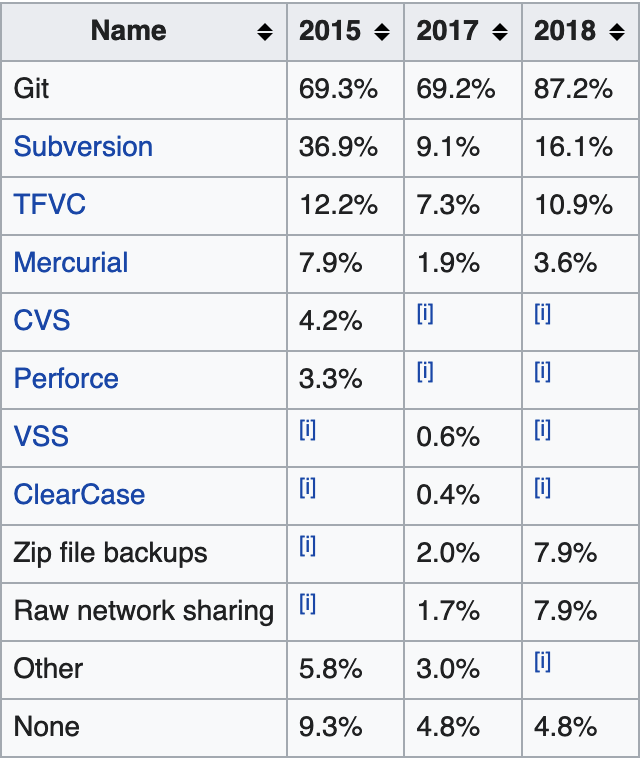 Name 2015 2017 2018
Git 69.3% 69.2% 87.2%
Subversion 36.9% 9.1% 16.1%
TFVC 12.2% 7.3% 10.9%
Mercurial 7.9% 1.9% 3.6%
CVS 4.2% [i] [i]
Perforce 3.3% [i] [i]
VSS [i] 0.6% [i]
ClearCase [i] 0.4% [i]
Zip file backups [i] 2.0% 7.9%
Raw network sharing [i] 1.7% 7.9%
Other 5.8% 3.0% [i]
None 9.3% 4.8% 4.8%